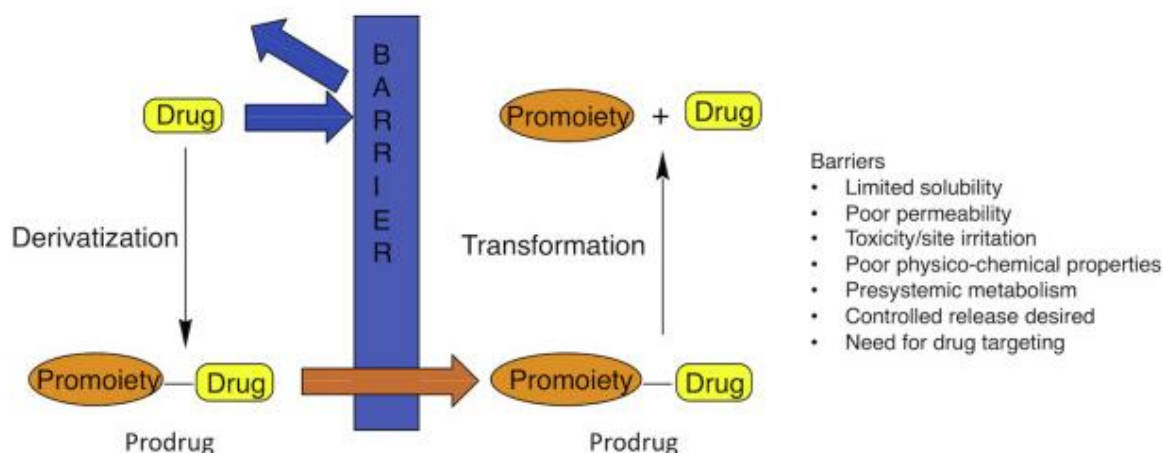 BARRIER
Drug
Promoiety + Drug
Derivatization
Transformation
Promoiety Drug
Prodrug
Promoiety Drug
Prodrug
Barriers
• Limited solubility
• Poor permeability
• Toxicity/site irritation
• Poor physico-chemical properties
• Presystemic metabolism
• Controlled release desired
• Need for drug targeting